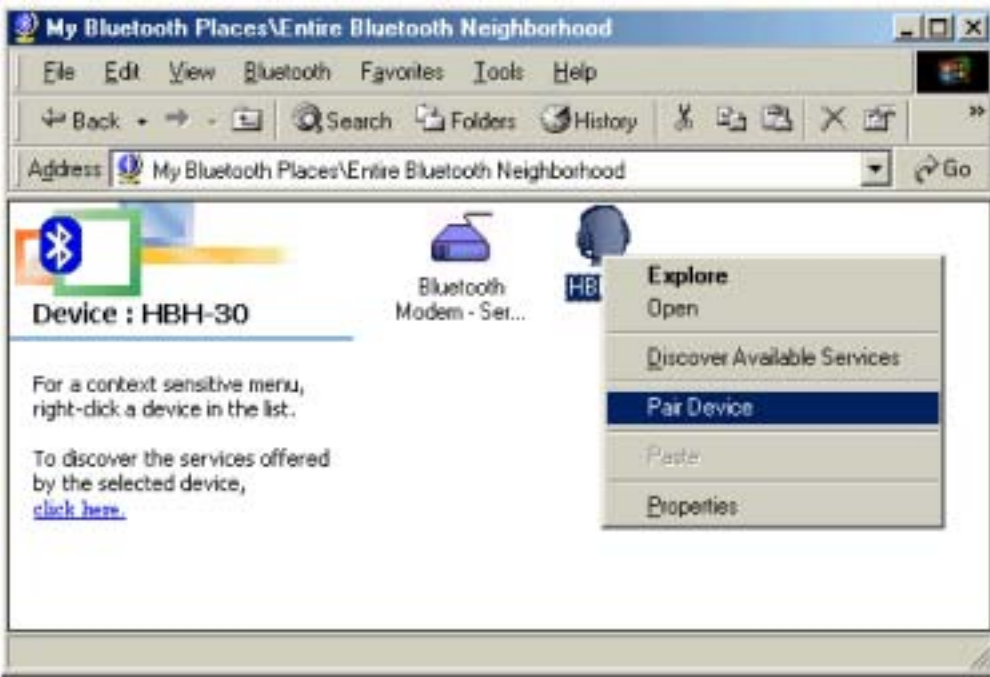 My Bluetooth Places\Entire Bluetooth Neighborhood
File Edit View Bluetooth Favorites Tools Help
Back Search Folders History »
Address My Bluetooth Places\Entire Bluetooth Neighborhood Go
Device : HBH-30
For a context sensitive menu,
right-click a device in the list.
To discover the services offered
by the selected device,
click here.
Bluetooth
Modem - Ser...
Explore
Open
Discover Available Services
Pair Device
Paste
Properties